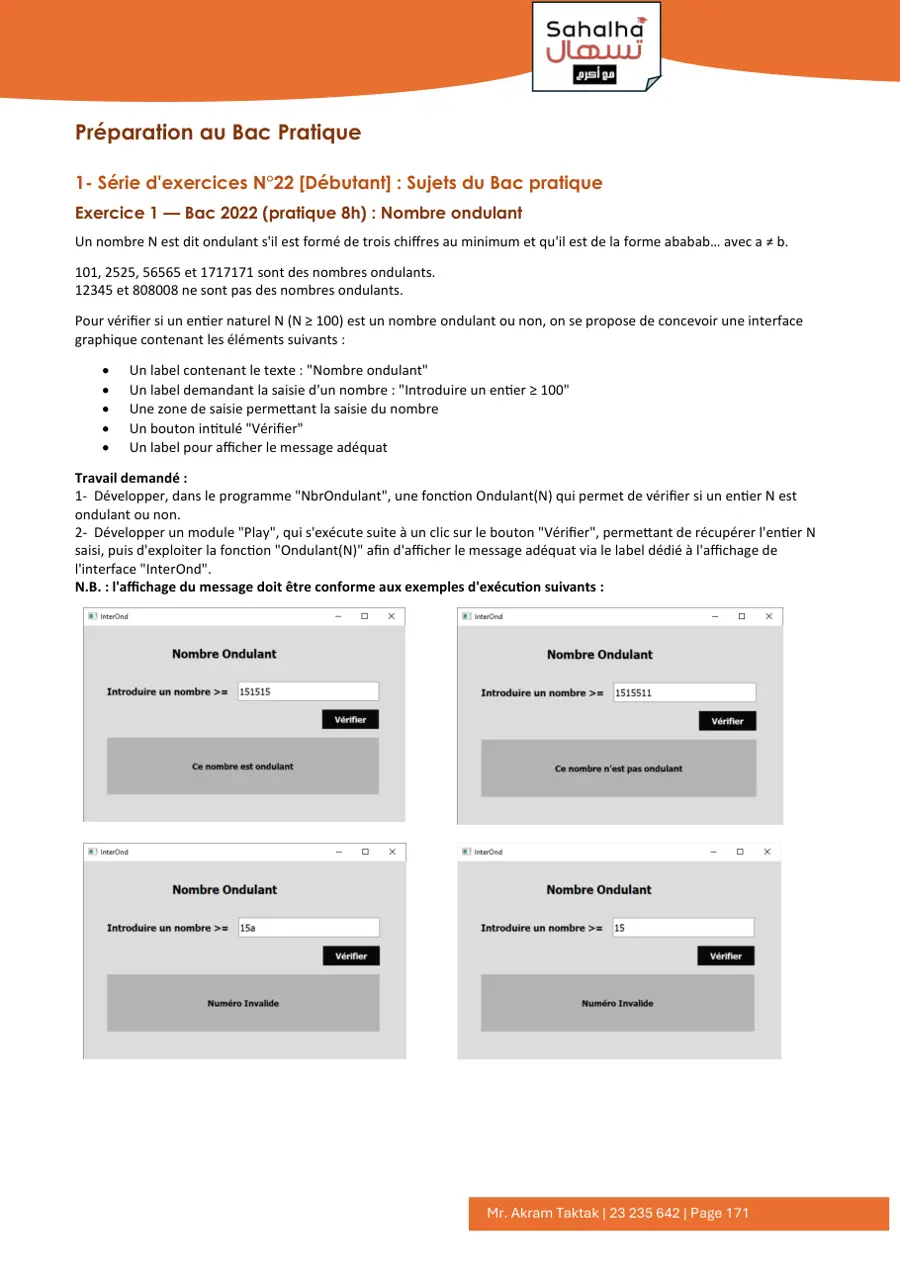 Sahalha
تسهال
مع أكرم
Préparation au Bac Pratique
1- Série d'exercices N°22 [Débutant] : Sujets du Bac pratique
Exercice 1 — Bac 2022 (pratique 8h) : Nombre ondulant
Un nombre N est dit ondulant s'il est formé de trois chiffres au minimum et qu'il est de la forme ababab... avec a ≠ b.
101, 2525, 56565 et 1717171 sont des nombres ondulants.
12345 et 808008 ne sont pas des nombres ondulants.
Pour vérifier si un entier naturel N (N ≥ 100) est un nombre ondulant ou non, on se propose de concevoir une interface
graphique contenant les éléments suivants :
• Un label contenant le texte : "Nombre ondulant"
• Un label demandant la saisie d'un nombre : "Introduire un entier ≥ 100"
• Une zone de saisie permettant la saisie du nombre
• Un bouton intitulé "Vérifier"
• Un label pour afficher le message adéquat
Travail demandé :
1- Développer, dans le programme "NbrOndulant", une fonction Ondulant(N) qui permet de vérifier si un entier N est
ondulant ou non.
2- Développer un module "Play", qui s'exécute suite à un clic sur le bouton "Vérifier", permettant de récupérer l'entier N
saisi, puis d'exploiter la fonction "Ondulant(N)" afin d'afficher le message adéquat via le label dédié à l'affichage de
l'interface "InterOnd".
N.B. : l'affichage du message doit être conforme aux exemples d'exécution suivants :
InterOnd
Nombre Ondulant
Introduire un nombre >= 151515
Vérifier
Ce nombre est ondulant
InterOnd
Nombre Ondulant
Introduire un nombre >= 1515511
Vérifier
Ce nombre n'est pas ondulant
InterOnd
Nombre Ondulant
Introduire un nombre >= 15a
Vérifier
Numéro Invalide
InterOnd
Nombre Ondulant
Introduire un nombre >= 15
Vérifier
Numéro Invalide
Mr. Akram Taktak | 23 235 642 | Page 171